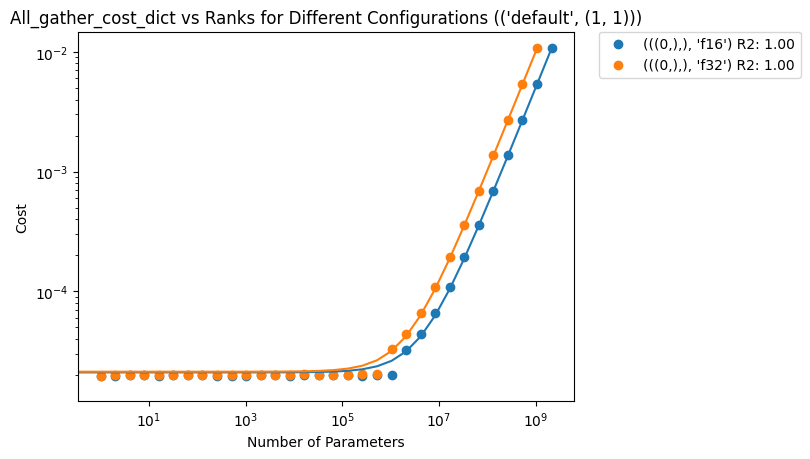 All_gather_cost_dict vs Ranks for Different Configurations (('default', (1, 1)))
(((0,),), 'f16') R2: 1.00
(((0,),), 'f32') R2: 1.00
Cost
10⁻²
10⁻³
10⁻⁴
10¹ 10³ 10⁵ 10⁷ 10⁹
Number of Parameters